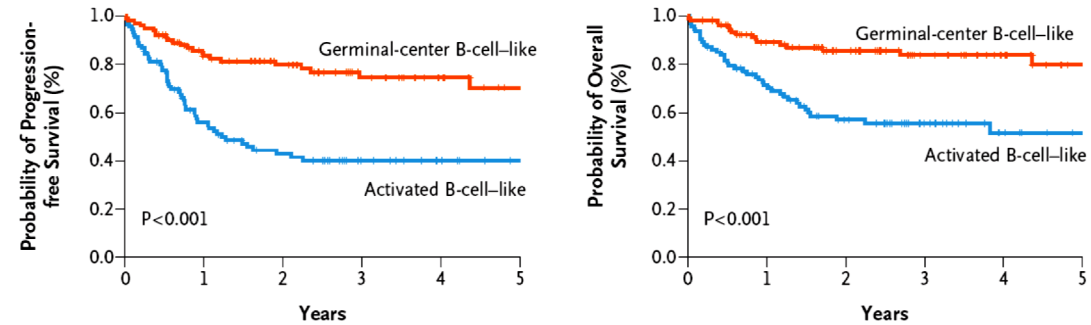 Probability of Progression-
free Survival (%)
1.0
0.8
0.6
0.4
0.2
0.0
Germinal-center B-cell–like
Activated B-cell–like
P<0.001
0 1 2 3 4 5
Years
Probability of Overall
Survival (%)
1.0
0.8
0.6
0.4
0.2
0.0
Germinal-center B-cell–like
Activated B-cell–like
P<0.001
0 1 2 3 4 5
Years